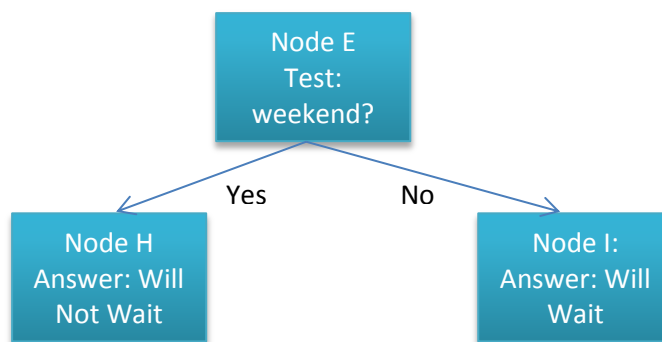 Node E
Test:
weekend?
Yes
No
Node H
Answer: Will
Not Wait
Node I:
Answer: Will
Wait